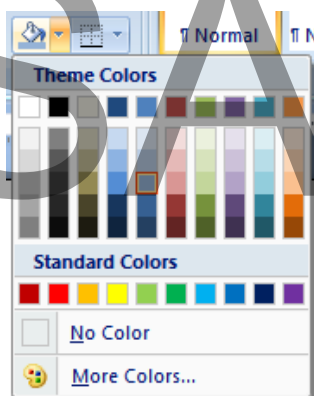 ¶ Normal ¶ N
Theme Colors
Standard Colors
No Color
More Colors...